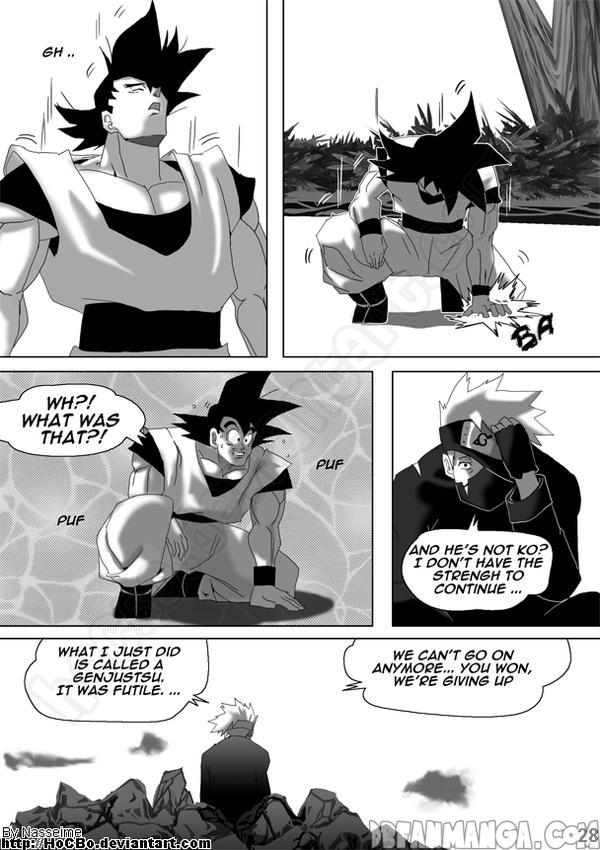 GH ..
BA
WH?!
WHAT WAS
THAT?!
PUF
PUF
AND HE'S NOT KO?
I DON'T HAVE THE
STRENGH TO
CONTINUE ...
WHAT I JUST DID
IS CALLED A
GENJUSTSU.
IT WAS FUTILE. ...
WE CAN'T GO ON
ANYMORE... YOU WON,
WE'RE GIVING UP
By Nasselme
http://HOCBo.deviantart.com
DBFANMANGA.COM
28